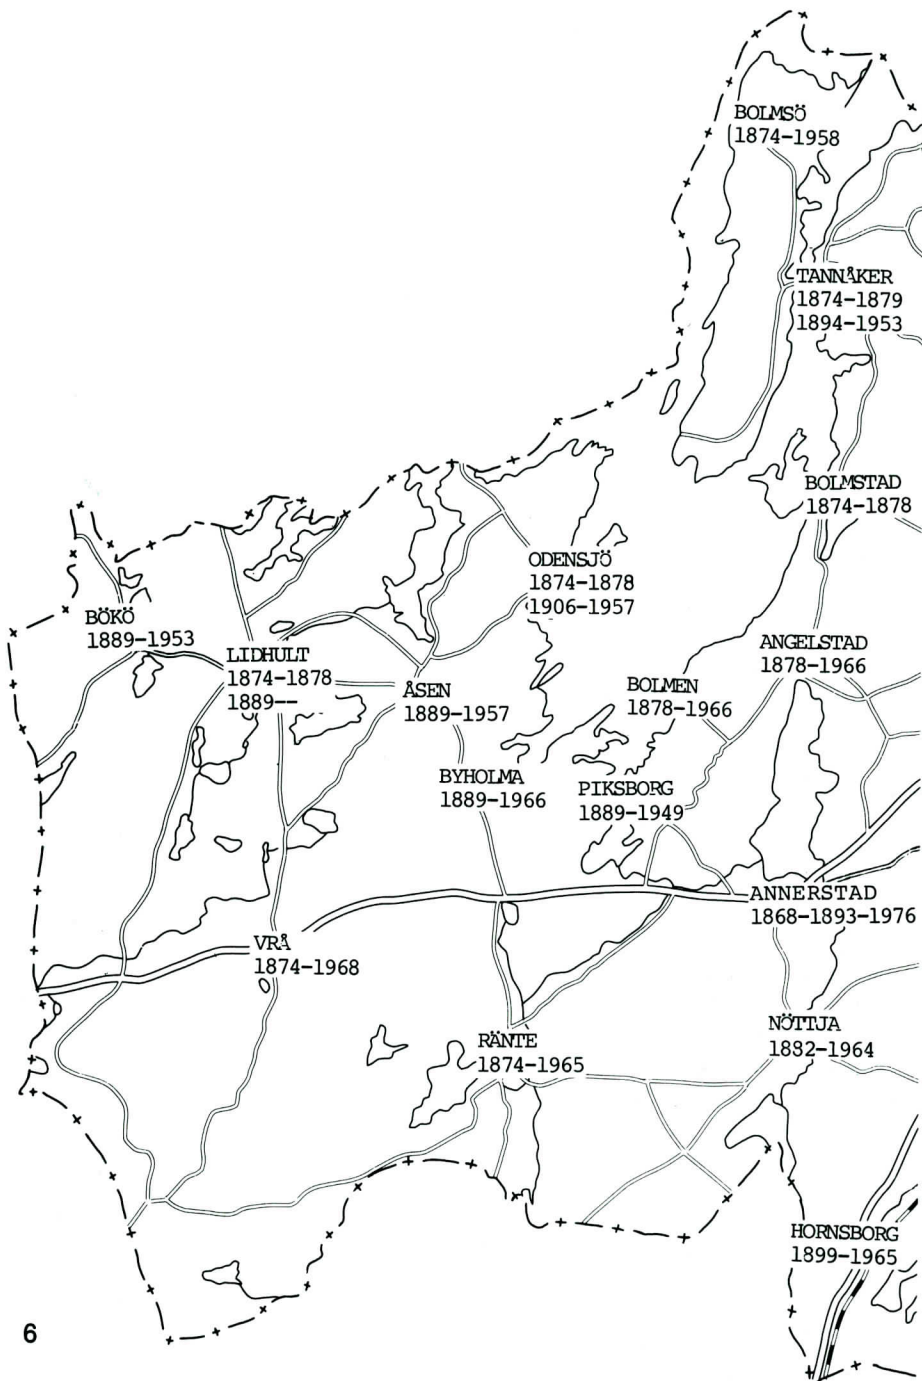 BOLMSÖ
1874-1958
TANNÅKER
1874-1879
1894-1953
BOLMSTAD
1874-1878
ODENSJÖ
1874-1878
1906-1957
BÖKÖ
1889-1953
LIDHULT
1874-1878
1889--
ÅSEN
1889-1957
BOLMEN
1878-1966
ANGELSTAD
1878-1966
BYHOLMA
1889-1966
PIKSBORG
1889-1949
ANNERSTAD
1868-1893-1976
VRÅ
1874-1968
RÄNTE
1874-1965
NÖTTJA
1882-1964
HORNSBORG
1899-1965
6